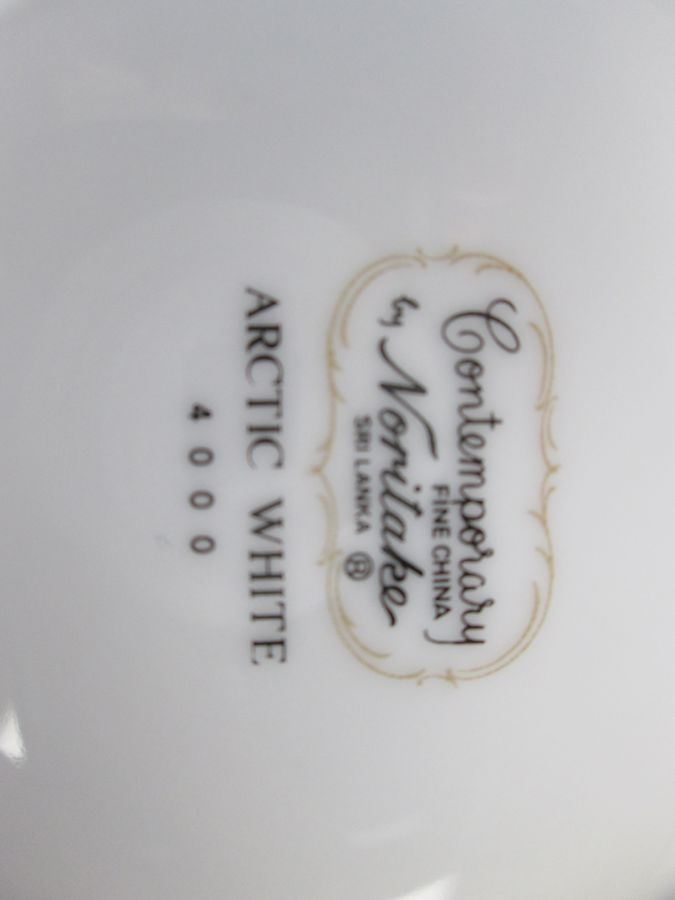 Contemporary
FINE CHINA
by Noritake
SRI LANKA ®
ARCTIC WHITE
4000